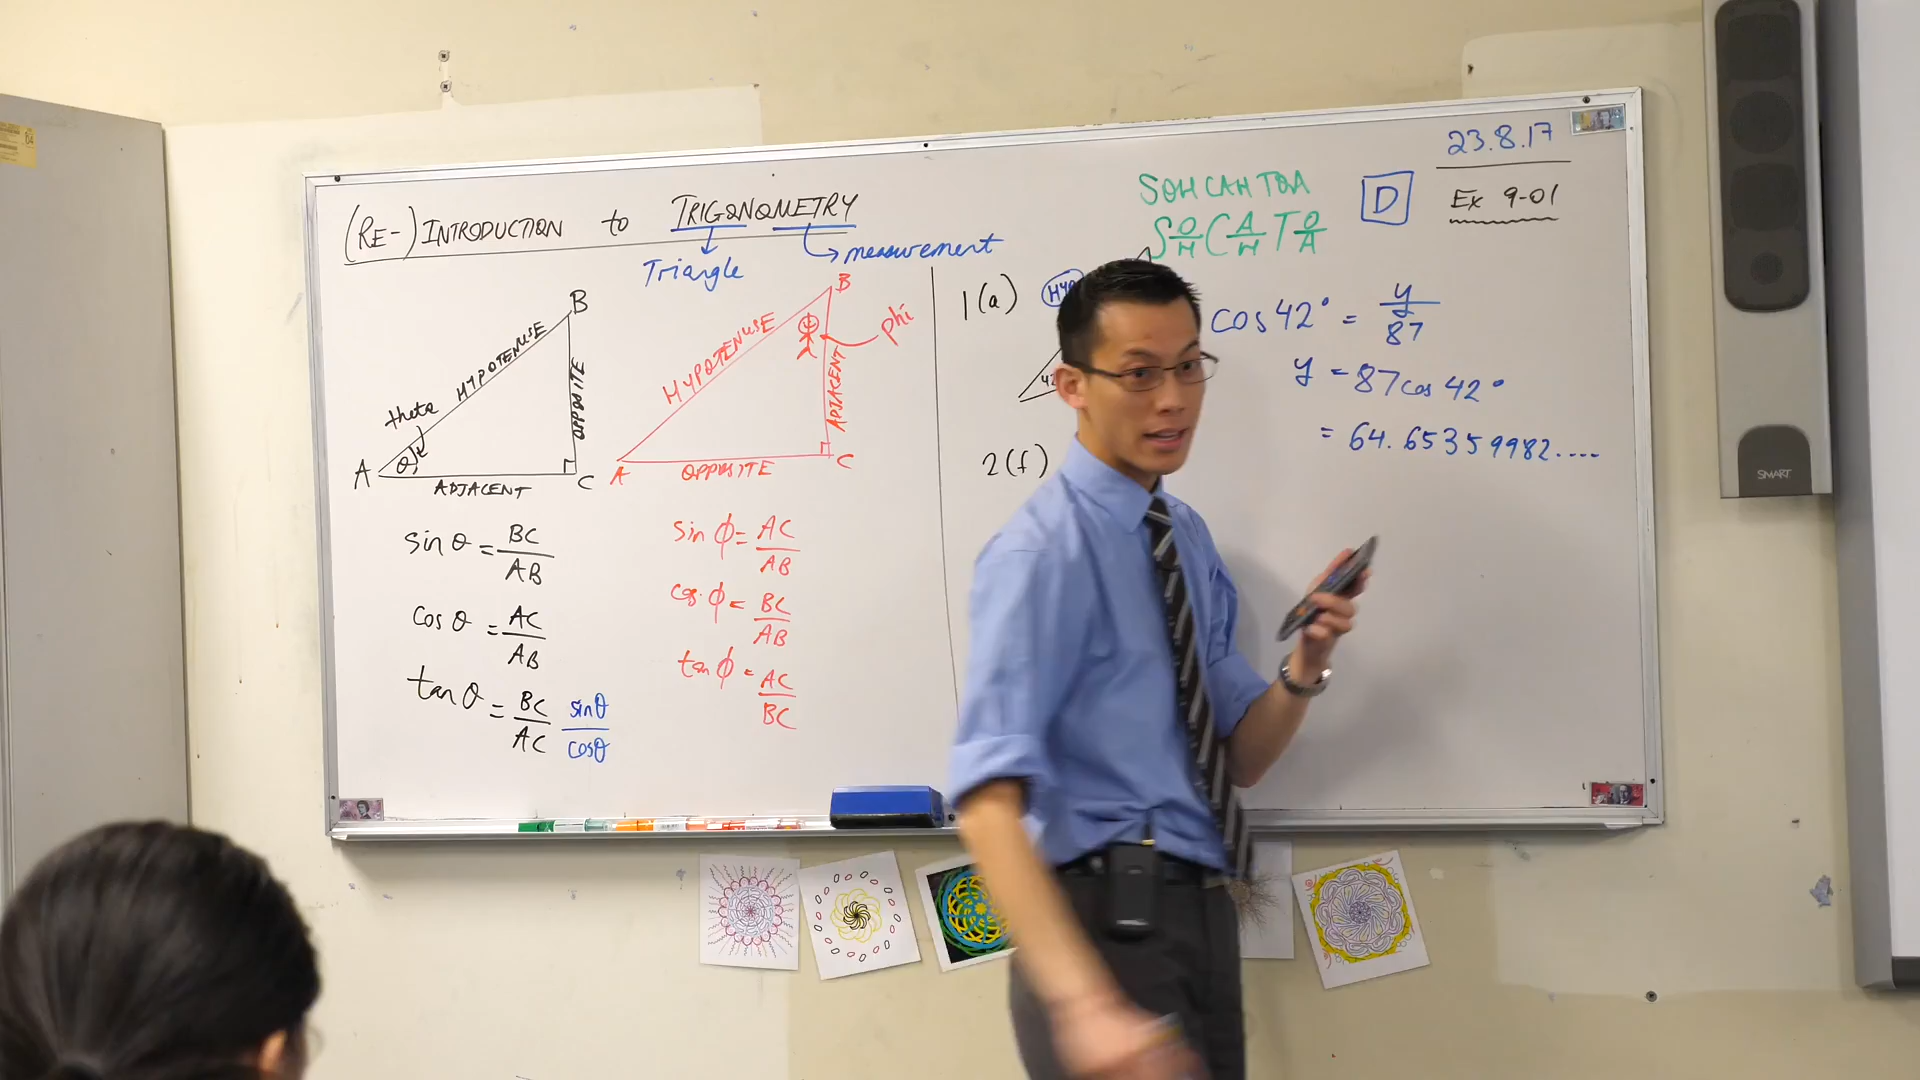 (RE-) INTRODUCTION to TRIGONOMETRY
Triangle
measurement
B
HYPOTENUSE
OPPOSITE
theta
θ
A
ADJACENT
C
sin θ = BC/AB
cos θ = AC/AB
tan θ = BC/AC sinθ/cosθ
B
HYPOTENUSE
phi
ADJACENT
A
OPPOSITE
C
sin ϕ = AC/AB
cos ϕ = BC/AB
tan ϕ = AC/BC
SOH CAH TOA
S O/H C A/H T O/A
D
23.8.17
Ex 9-01
1(a)
cos 42° = y/87
y = 87 cos 42°
= 64.65359982....
2(f)
SMART